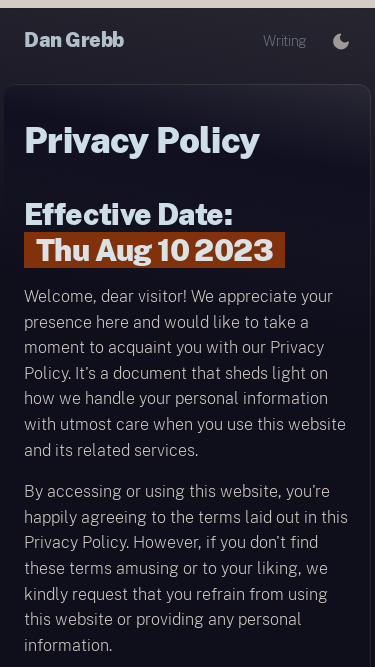 Dan Grebb
Writing
Privacy Policy
Effective Date:
Thu Aug 10 2023
Welcome, dear visitor! We appreciate your
presence here and would like to take a
moment to acquaint you with our Privacy
Policy. It's a document that sheds light on
how we handle your personal information
with utmost care when you use this website
and its related services.
By accessing or using this website, you're
happily agreeing to the terms laid out in this
Privacy Policy. However, if you don't find
these terms amusing or to your liking, we
kindly request that you refrain from using
this website or providing any personal
information.